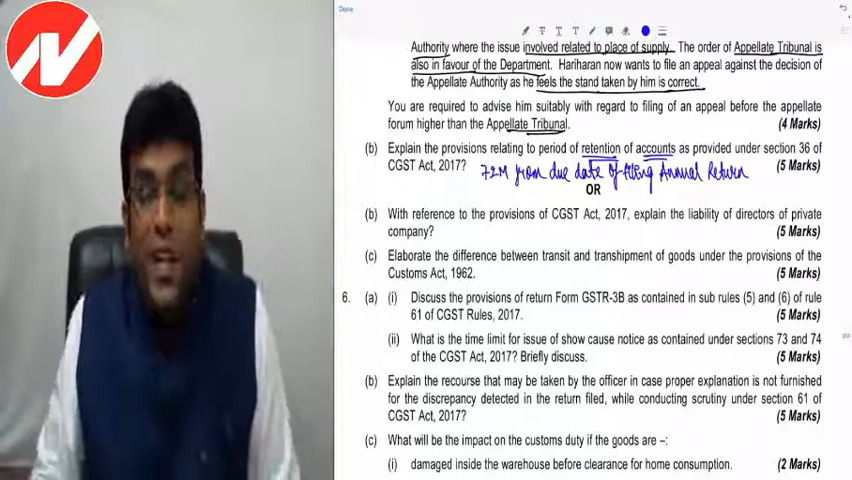 Done
Authority where the issue involved related to place of supply. The order of Appellate Tribunal is
also in favour of the Department. Hariharan now wants to file an appeal against the decision of
the Appellate Authority as he feels the stand taken by him is correct.
You are required to advise him suitably with regard to filing of an appeal before the appellate
forum higher than the Appellate Tribunal. (4 Marks)
(b) Explain the provisions relating to period of retention of accounts as provided under section 36 of
CGST Act, 2017? (5 Marks)
72M from due date of filing Annual Return
OR
(b) With reference to the provisions of CGST Act, 2017, explain the liability of directors of private
company? (5 Marks)
(c) Elaborate the difference between transit and transhipment of goods under the provisions of the
Customs Act, 1962. (5 Marks)
6. (a) (i) Discuss the provisions of return Form GSTR-3B as contained in sub rules (5) and (6) of rule
61 of CGST Rules, 2017. (5 Marks)
(ii) What is the time limit for issue of show cause notice as contained under sections 73 and 74
of the CGST Act, 2017? Briefly discuss. (5 Marks)
(b) Explain the recourse that may be taken by the officer in case proper explanation is not furnished
for the discrepancy detected in the return filed, while conducting scrutiny under section 61 of
CGST Act, 2017? (5 Marks)
(c) What will be the impact on the customs duty if the goods are –:
(i) damaged inside the warehouse before clearance for home consumption. (2 Marks)